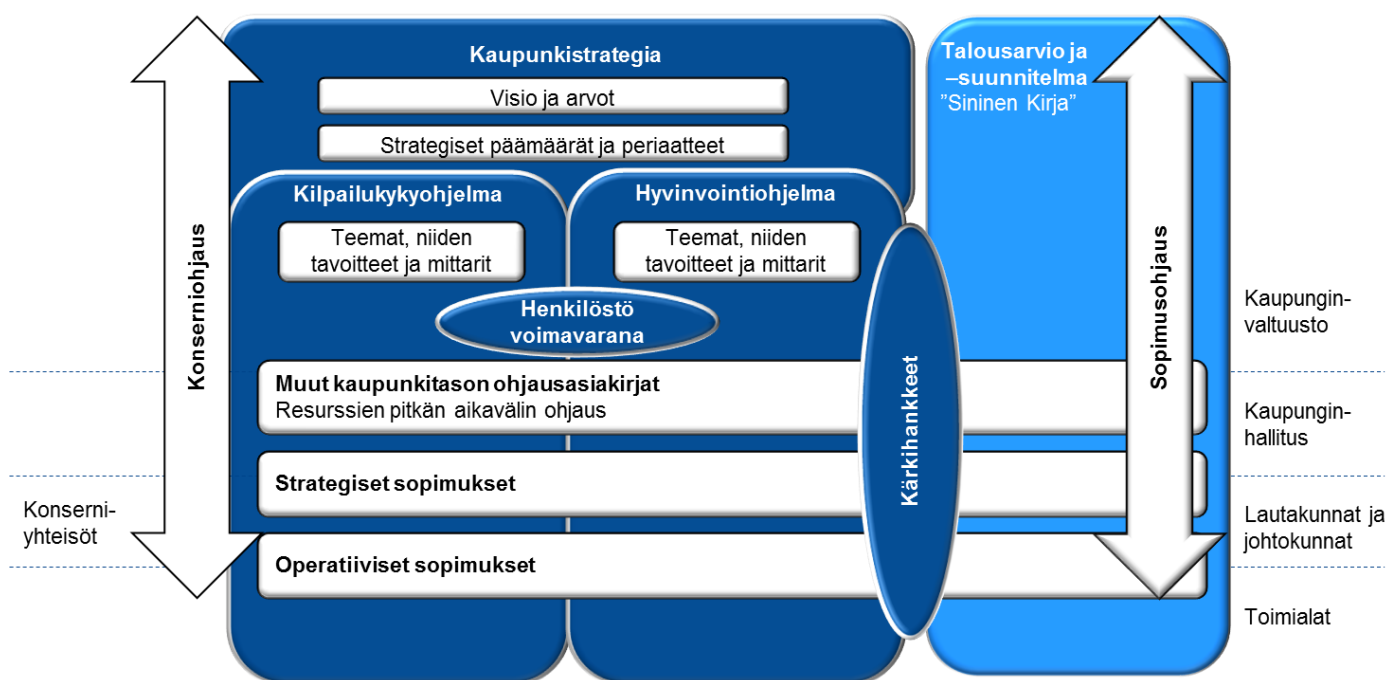 Kaupunkistrategia
Visio ja arvot
Strategiset päämäärät ja periaatteet
Kilpailukykyohjelma
Teemat, niiden
tavoitteet ja mittarit
Hyvinvointiohjelma
Teemat, niiden
tavoitteet ja mittarit
Henkilöstö
voimavarana
Muut kaupunkitason ohjausasiakirjat
Resurssien pitkän aikavälin ohjaus
Strategiset sopimukset
Operatiiviset sopimukset
Kärkihankkeet
Talousarvio ja
–suunnitelma
”Sininen Kirja”
Konserniohjaus
Sopimusohjaus
Konserni-
yhteisöt
Kaupungin-
valtuusto
Kaupungin-
hallitus
Lautakunnat ja
johtokunnat
Toimialat